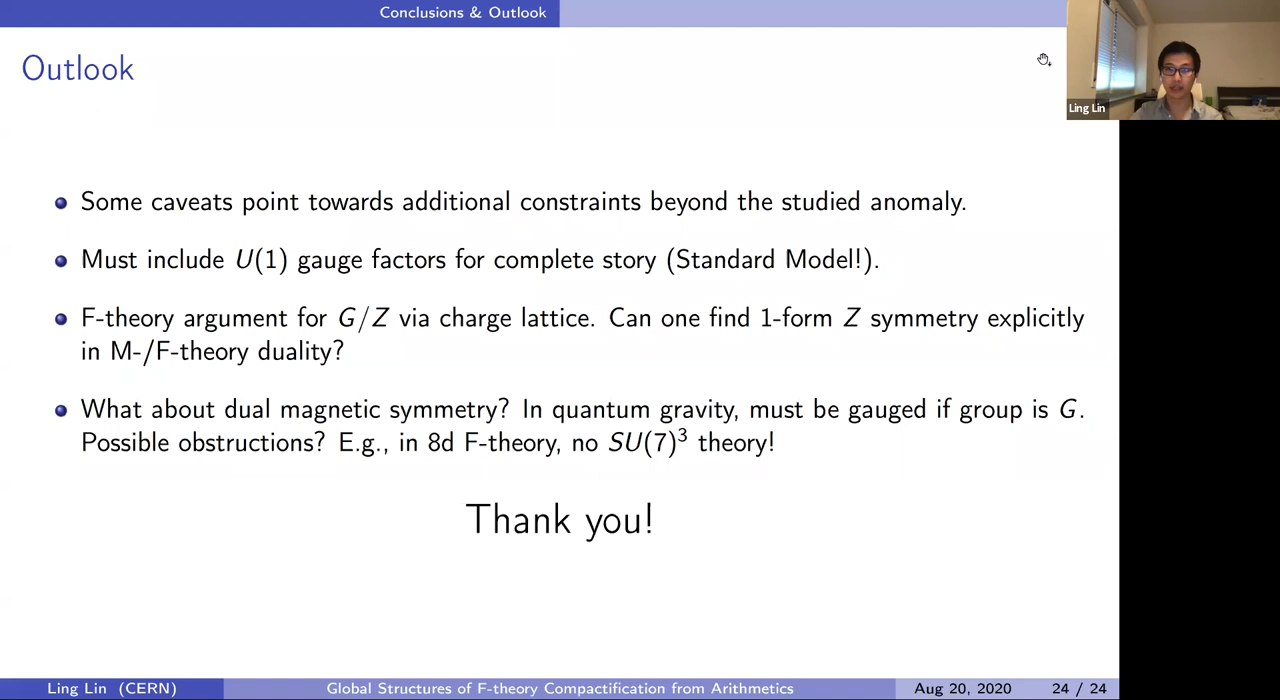 Conclusions & Outlook
Outlook
Ling Lin
Some caveats point towards additional constraints beyond the studied anomaly.
Must include U(1) gauge factors for complete story (Standard Model!).
F-theory argument for G/Z via charge lattice. Can one find 1-form Z symmetry explicitly
in M-/F-theory duality?
What about dual magnetic symmetry? In quantum gravity, must be gauged if group is G.
Possible obstructions? E.g., in 8d F-theory, no SU(7)³ theory!
Thank you!
Ling Lin (CERN)
Global Structures of F-theory Compactification from Arithmetics
Aug 20, 2020
24 / 24